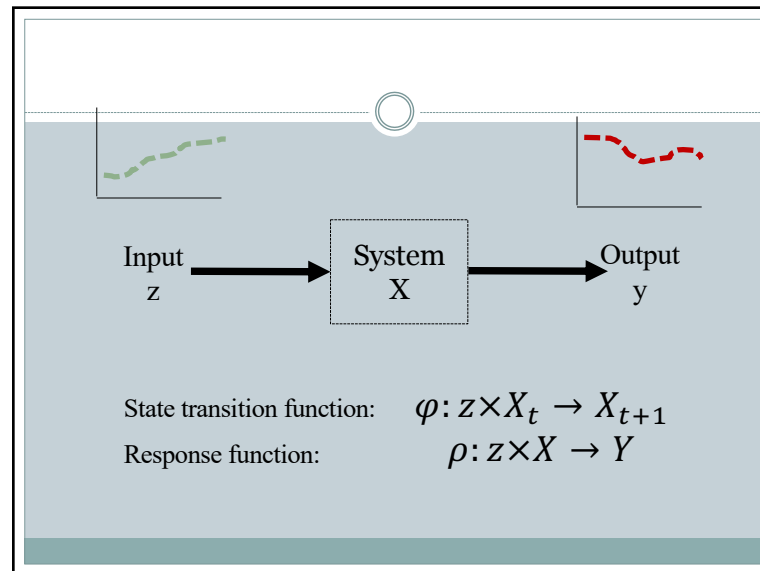 Input
z
System
X
Output
y
State transition function: φ: z×X_t → X_{t+1}
Response function: ρ: z×X → Y